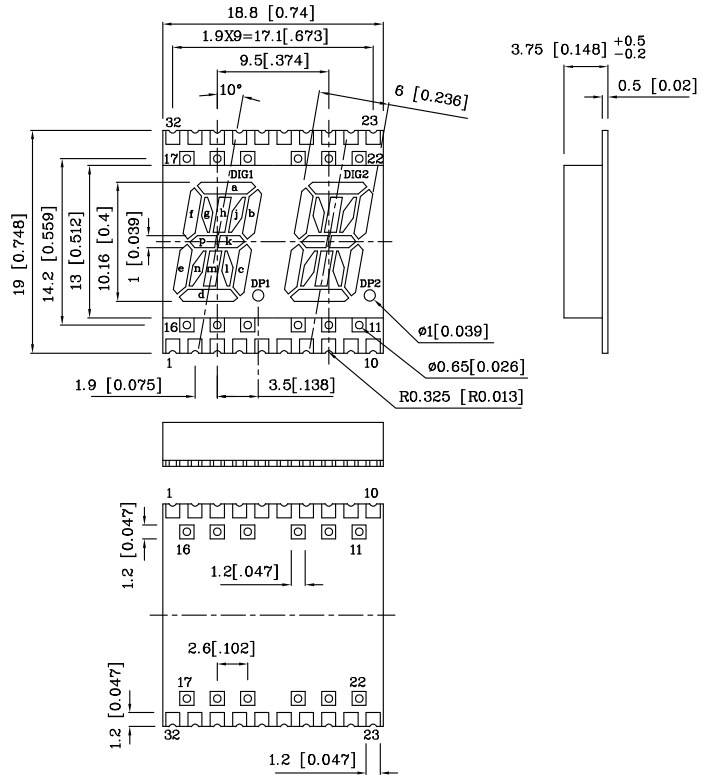 18.8 [0.74]
1.9X9=17.1[.673]
9.5[.374]
10°
6 [0.236]
3.75 [0.148] +0.5 -0.2
0.5 [0.02]
32 23
17 22
DIG1 DIG2
a
f g h j b
p k
e n m l c
d
DP1 DP2
19 [0.748]
14.2 [0.559]
13 [0.512]
10.16 [0.4]
1 [0.039]
16 11
1 10
ø1[0.039]
ø0.65[0.026]
R0.325 [R0.013]
1.9 [0.075]
3.5[.138]
1 10
16 11
1.2 [0.047]
1.2[.047]
2.6[.102]
17 22
32 23
1.2 [0.047]
1.2 [0.047]